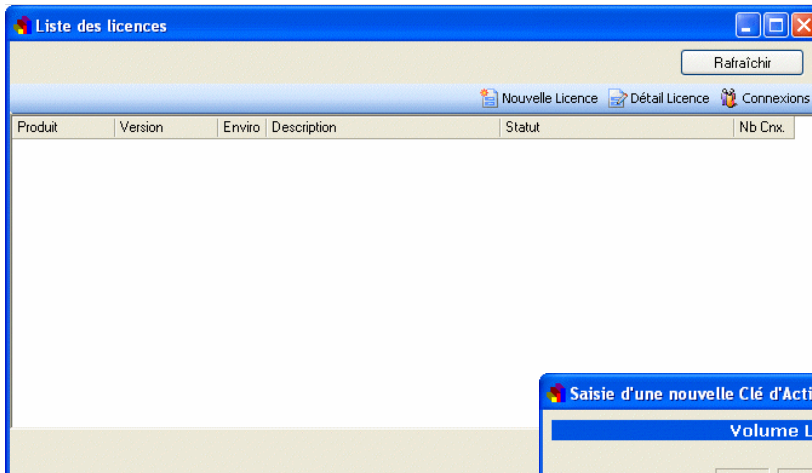 Liste des licences
Rafraîchir
Nouvelle Licence Détail Licence Connexions
Produit Version Enviro Description Statut Nb Cnx.
Saisie d'une nouvelle Clé d'Acti
Volume L